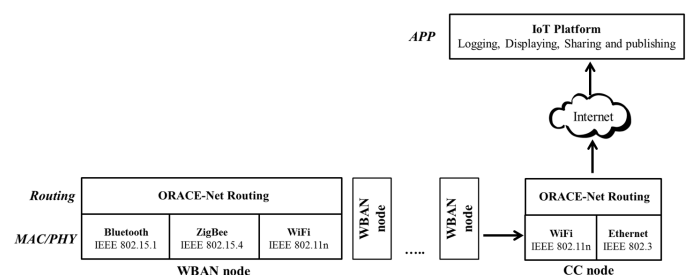 APP
IoT Platform
Logging, Displaying, Sharing and publishing
Internet
Routing
ORACE-Net Routing
WBAN node
WBAN node
ORACE-Net Routing
MAC/PHY
Bluetooth
IEEE 802.15.1
ZigBee
IEEE 802.15.4
WiFi
IEEE 802.11n
.....
WiFi
IEEE 802.11n
Ethernet
IEEE 802.3
WBAN node
CC node